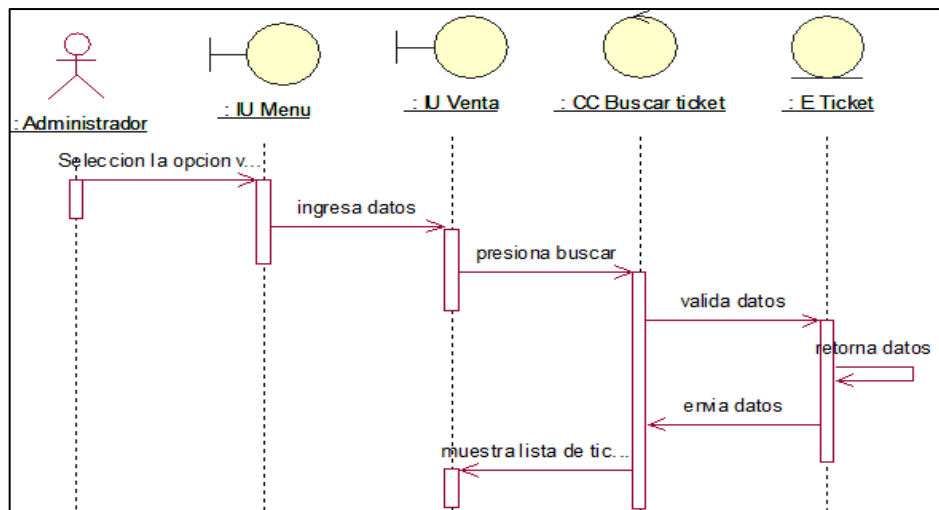 : Administrador
: IU Menu
: IU Venta
: CC Buscar ticket
: E Ticket
Seleccion la opcion v...
ingresa datos
presiona buscar
valida datos
retorna datos
envia datos
muestra lista de tic...